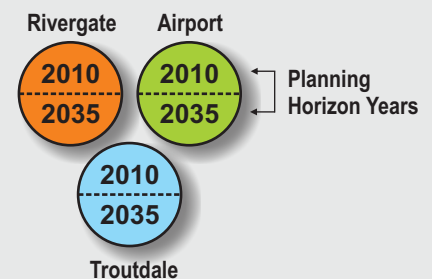 Rivergate
Airport
2010
2035
2010
2035
Planning
Horizon Years
2010
2035
Troutdale